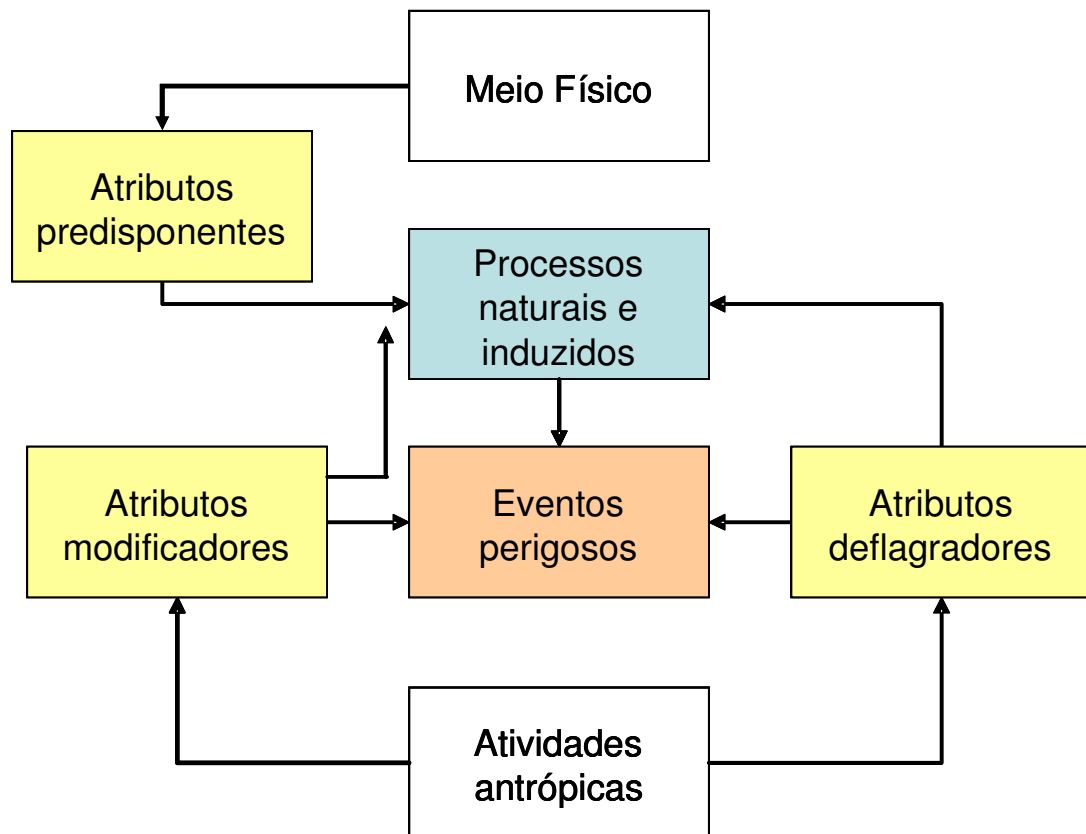 Meio Físico
Atributos
predisponentes
Processos
naturais e
induzidos
Atributos
modificadores
Eventos
perigosos
Atributos
deflagradores
Atividades
antrópicas